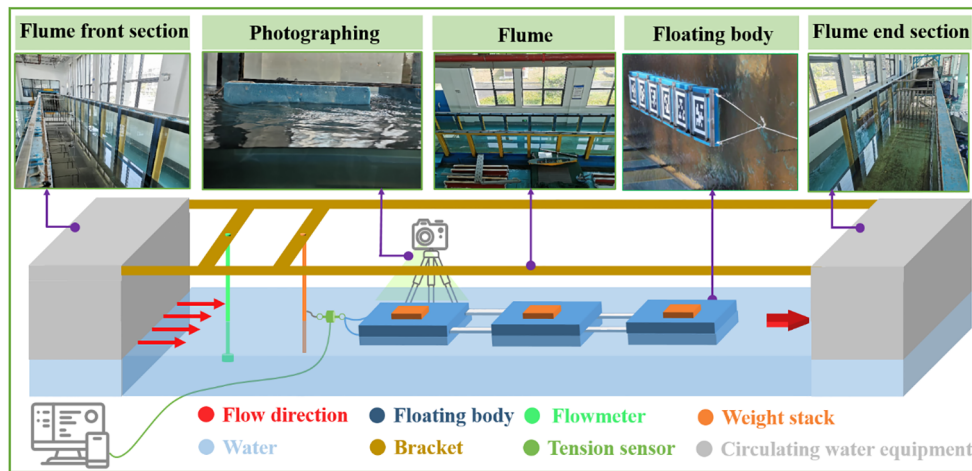 Flume front section
Photographing
Flume
Floating body
Flume end section
Flow direction
Floating body
Flowmeter
Weight stack
Water
Bracket
Tension sensor
Circulating water equipment